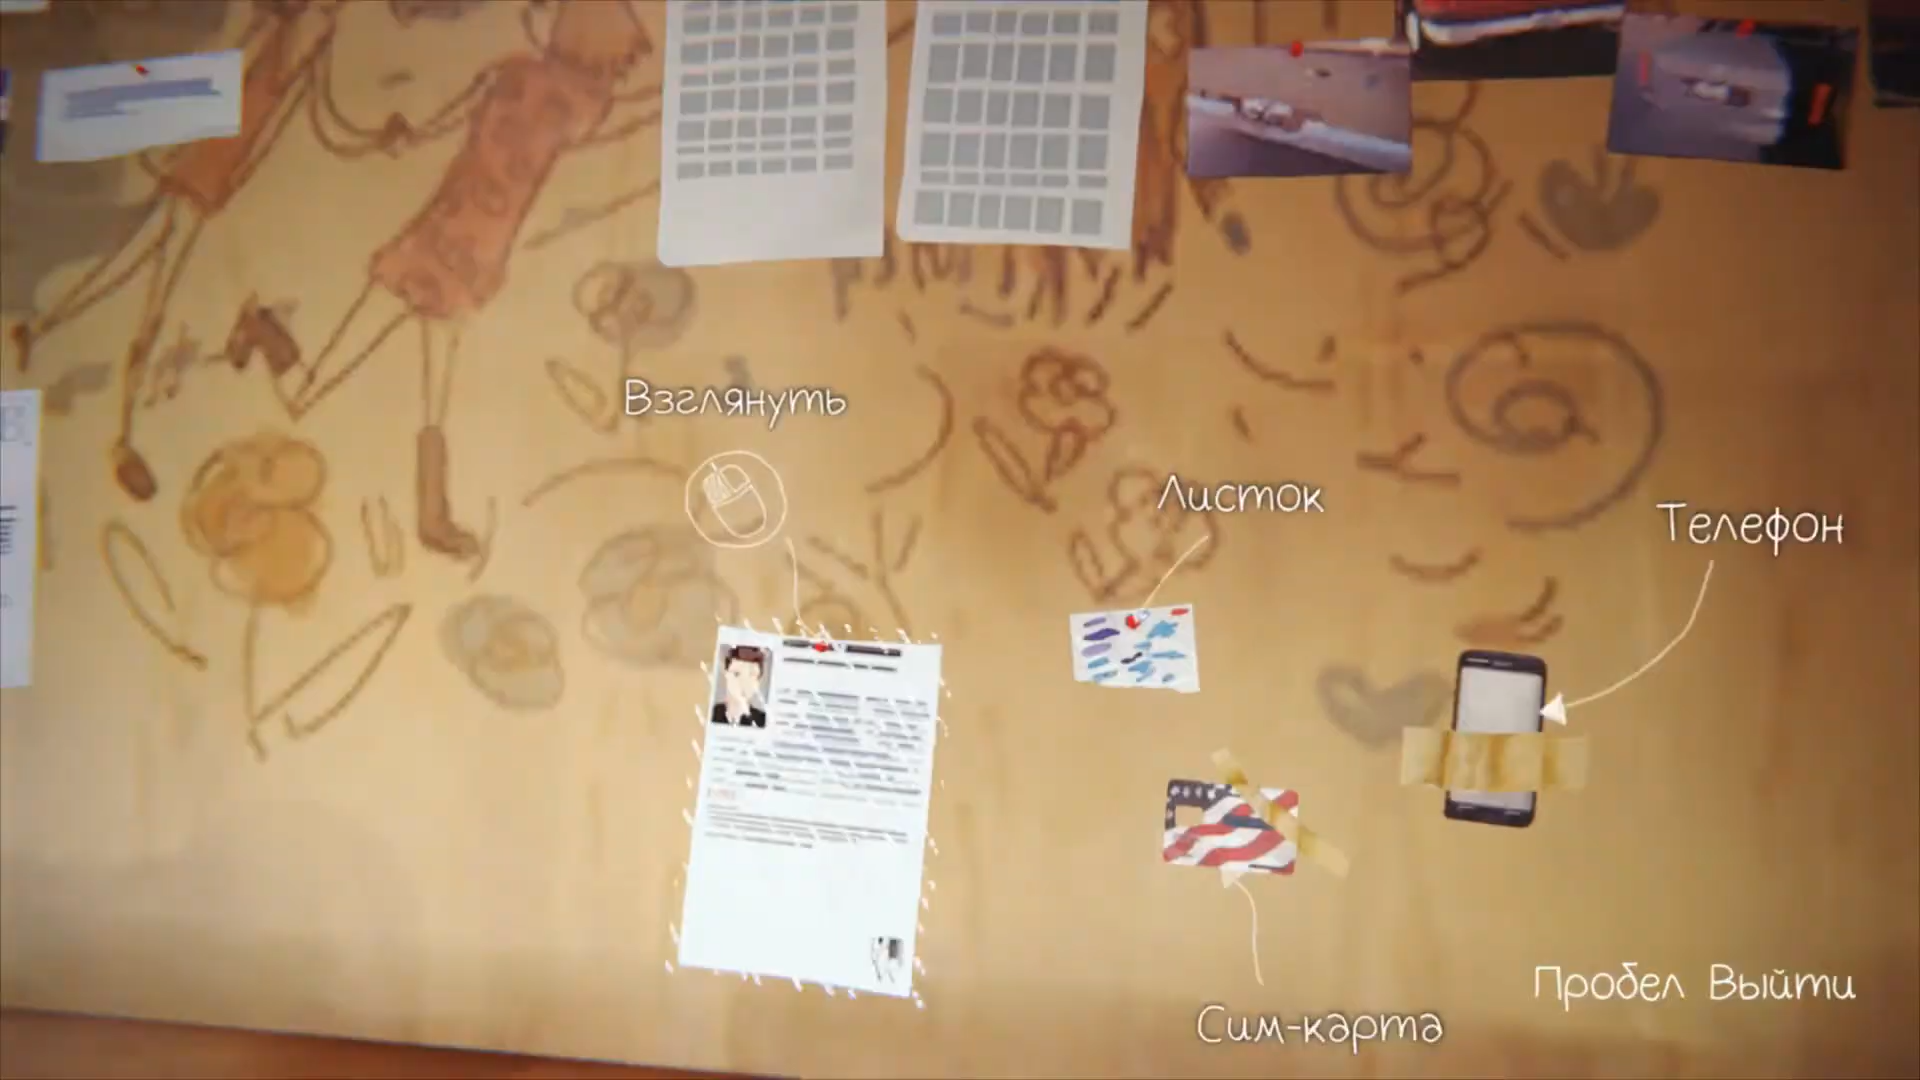 Взглянуть
Листок
Телефон
Сим-карта
Пробел Выйти